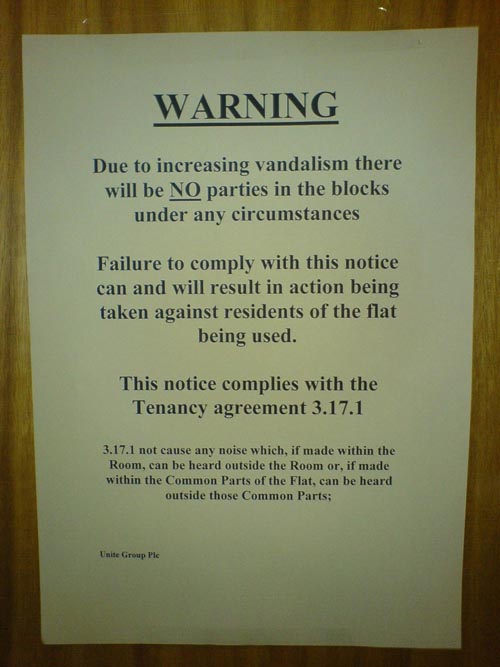 WARNING
Due to increasing vandalism there
will be NO parties in the blocks
under any circumstances
Failure to comply with this notice
can and will result in action being
taken against residents of the flat
being used.
This notice complies with the
Tenancy agreement 3.17.1
3.17.1 not cause any noise which, if made within the
Room, can be heard outside the Room or, if made
within the Common Parts of the Flat, can be heard
outside those Common Parts;
Unite Group Plc